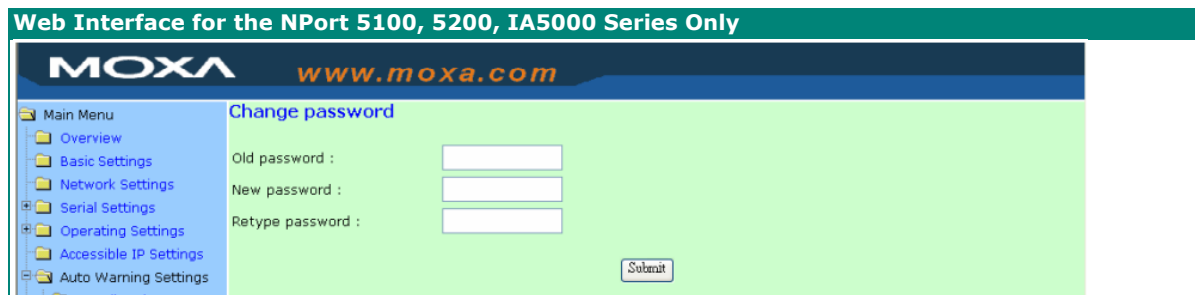 Web Interface for the NPort 5100, 5200, IA5000 Series Only
MOXA www.moxa.com
Main Menu
Overview
Basic Settings
Network Settings
Serial Settings
Operating Settings
Accessible IP Settings
Auto Warning Settings
Change password
Old password :
New password :
Retype password :
Submit